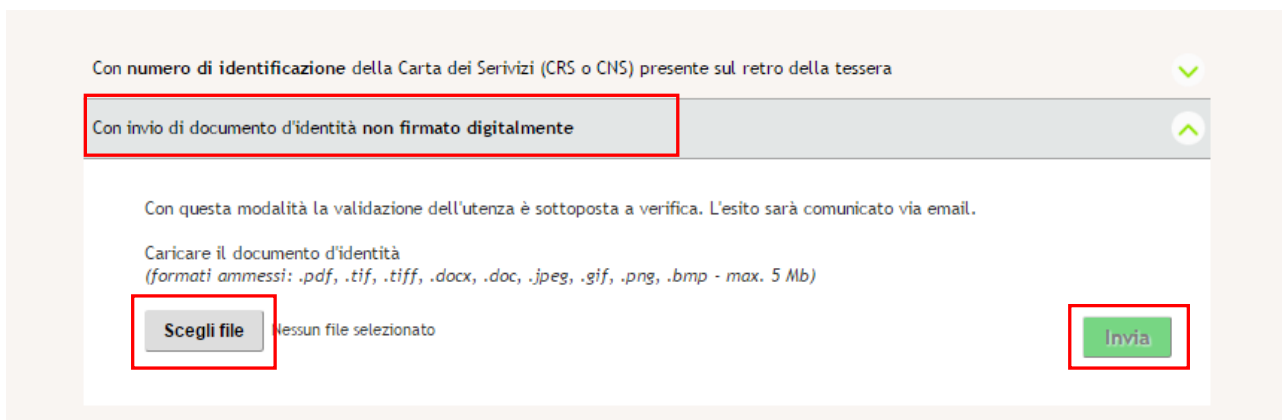 Con numero di identificazione della Carta dei Serivizi (CRS o CNS) presente sul retro della tessera
Con invio di documento d'identità non firmato digitalmente
Con questa modalità la validazione dell'utenza è sottoposta a verifica. L'esito sarà comunicato via email.
Caricare il documento d'identità
(formati ammessi: .pdf, .tif, .tiff, .docx, .doc, .jpeg, .gif, .png, .bmp - max. 5 Mb)
Scegli file Nessun file selezionato Invia